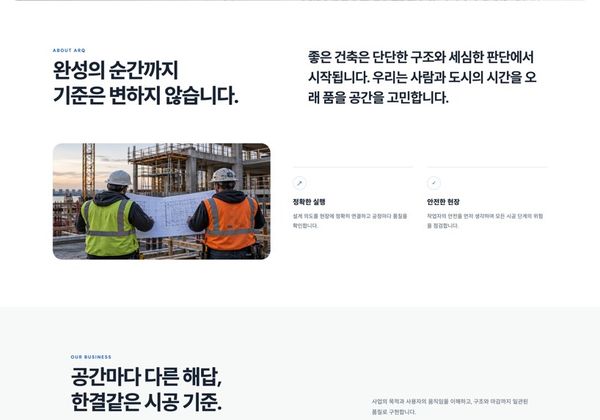 ABOUT ARQ
완성의 순간까지
기준은 변하지 않습니다.
좋은 건축은 단단한 구조와 세심한 판단에서
시작됩니다. 우리는 사람과 도시의 시간을 오
래 품을 공간을 고민합니다.
정확한 실행
설계 의도를 현장에 정확히 연결하고 공정마다 품질을
확인합니다.
안전한 현장
작업자의 안전을 먼저 생각하며 모든 시공 단계의 위험
을 점검합니다.
OUR BUSINESS
공간마다 다른 해답,
한결같은 시공 기준.
사업의 목적과 사용자의 움직임을 이해하고, 구조와 마감까지 일관된
품질로 구현합니다.